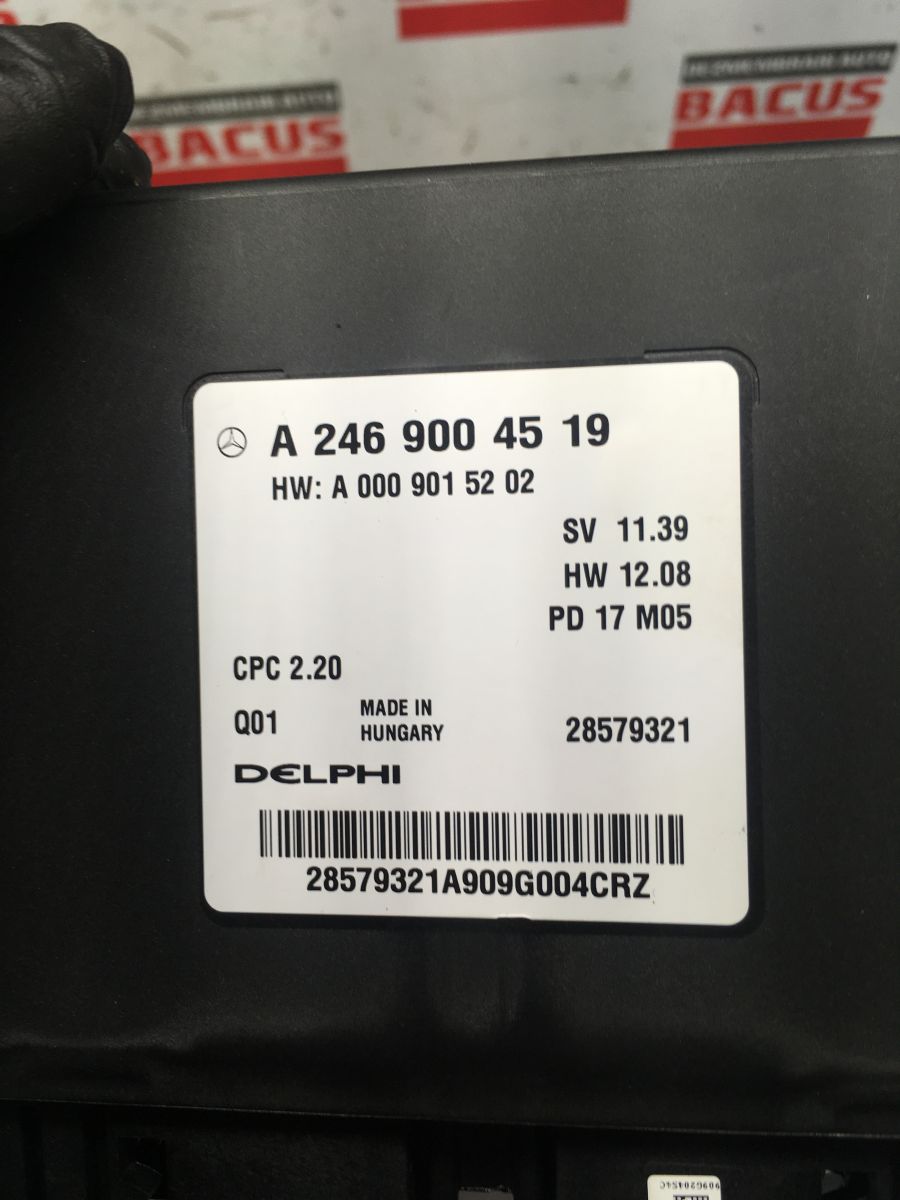 BACUS
BACUS
A 246 900 45 19
HW: A 000 901 52 02
SV 11.39
HW 12.08
PD 17 M05
CPC 2.20
Q01
MADE IN
HUNGARY
28579321
DELPHI
28579321A909G004CRZ